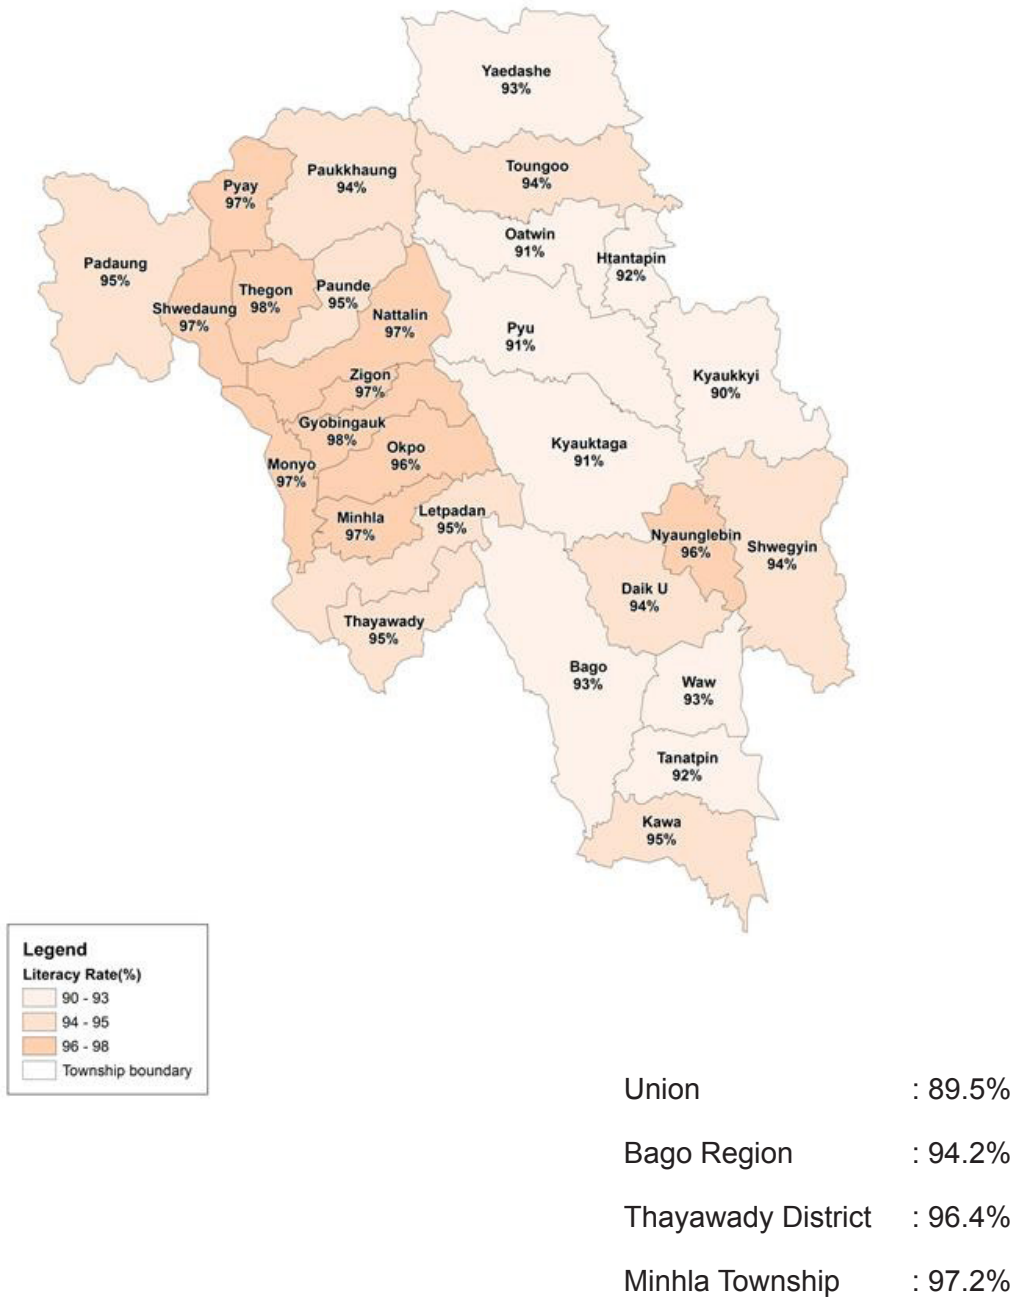 Yaedashe
93%
Toungoo
94%
Paukkhaung
94%
Pyay
97%
Oatwin
91%
Htantapin
92%
Padaung
95%
Shwedaung
97%
Thegon
98%
Paunde
95%
Nattalin
97%
Pyu
91%
Kyaukkyi
90%
Zigon
97%
Gyobingauk
98%
Okpo
96%
Kyauktaga
91%
Monyo
97%
Minhla
97%
Letpadan
95%
Nyaunglebin
96%
Shwegyin
94%
Daik U
94%
Thayawady
95%
Bago
93%
Waw
93%
Tanatpin
92%
Kawa
95%
Legend
Literacy Rate(%)
90 - 93
94 - 95
96 - 98
Township boundary
Union : 89.5%
Bago Region : 94.2%
Thayawady District : 96.4%
Minhla Township : 97.2%